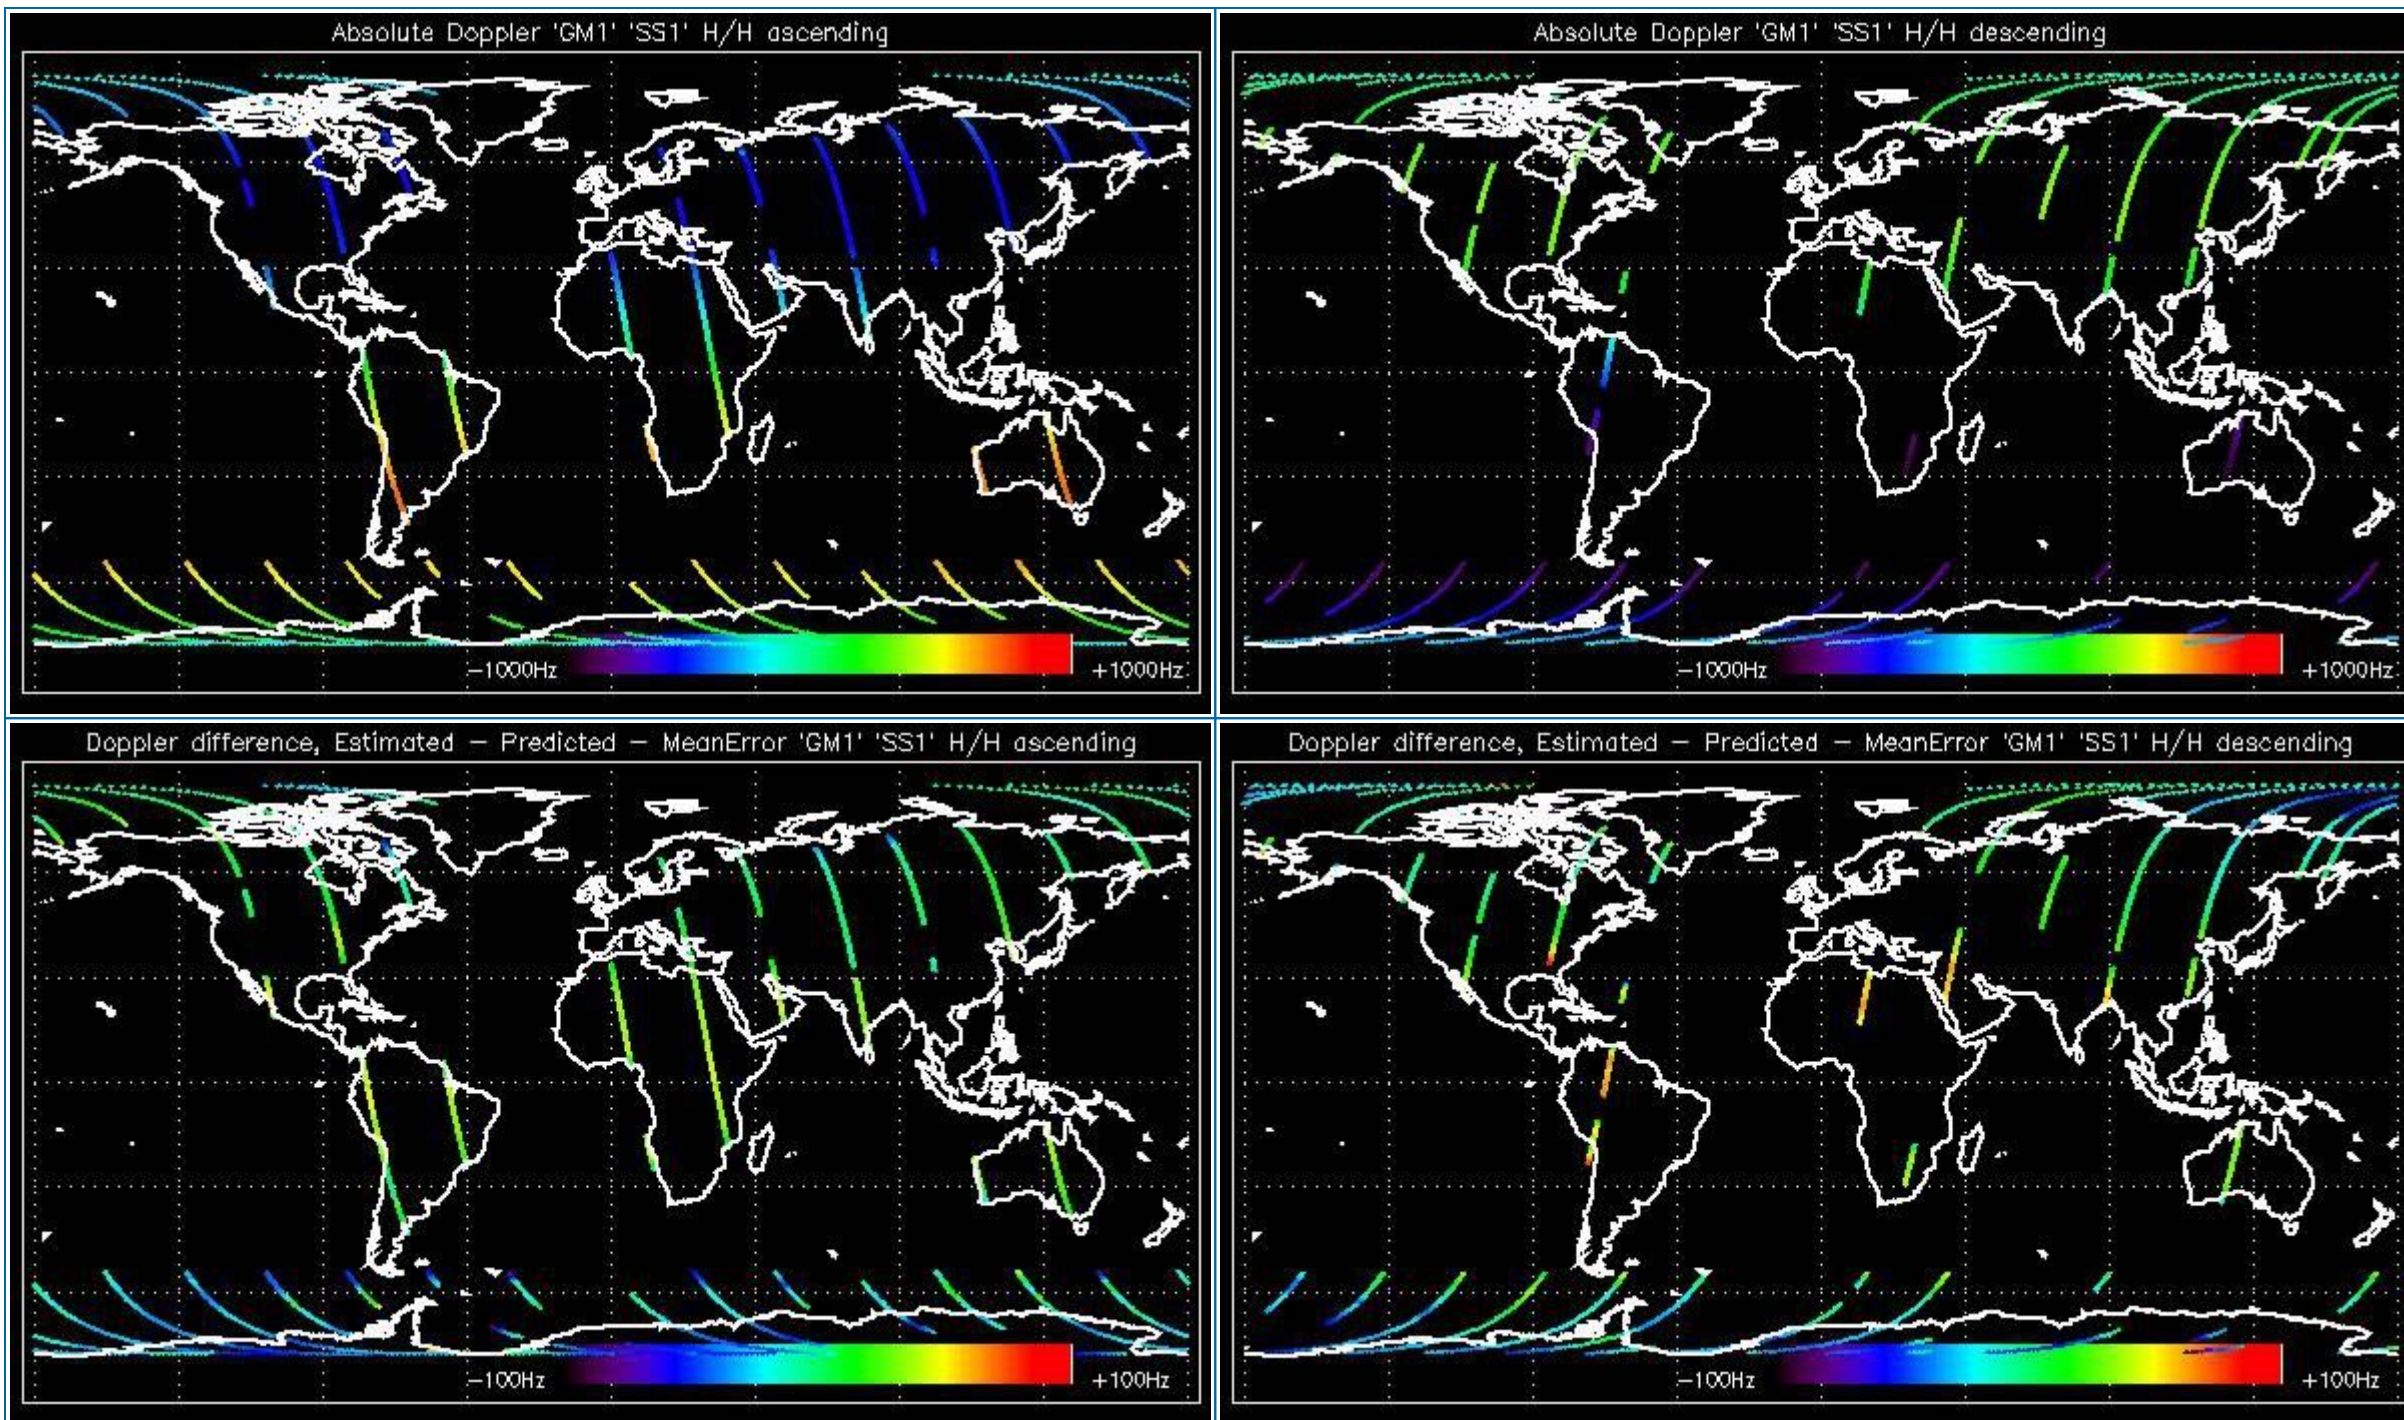 Absolute Doppler 'GM1' 'SS1' H/H ascending
-1000Hz
+1000Hz
Absolute Doppler 'GM1' 'SS1' H/H descending
-1000Hz
+1000Hz
Doppler difference, Estimated - Predicted - MeanError 'GM1' 'SS1' H/H ascending
-100Hz
+100Hz
Doppler difference, Estimated - Predicted - MeanError 'GM1' 'SS1' H/H descending
-100Hz
+100Hz